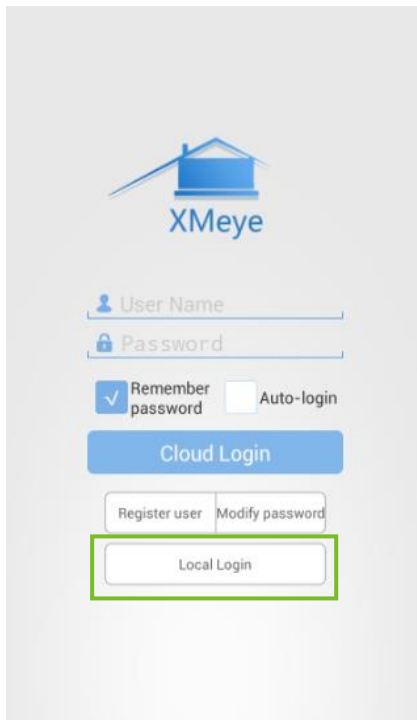 XMeye
User Name
Password
Remember
password
Auto-login
Cloud Login
Register user
Modify password
Local Login